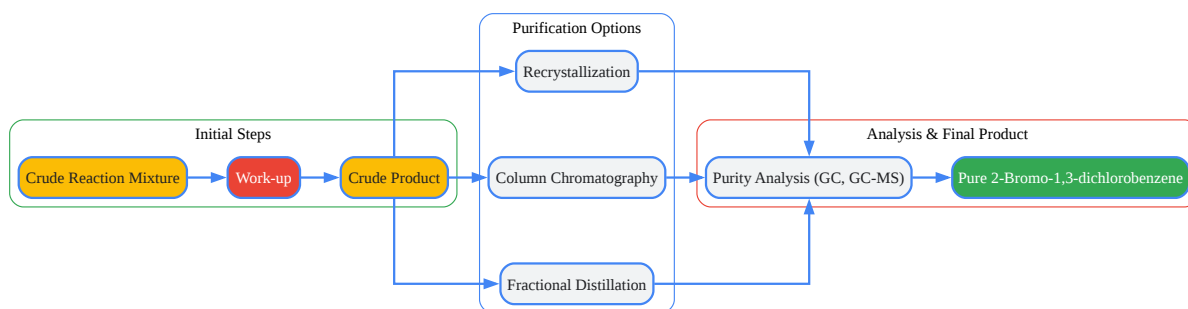 Purification Options
Recrystallization
Initial Steps
Analysis & Final Product
Crude Reaction Mixture
Work-up
Crude Product
Column Chromatography
Purity Analysis (GC, GC-MS)
Pure 2-Bromo-1,3-dichlorobenzene
Fractional Distillation